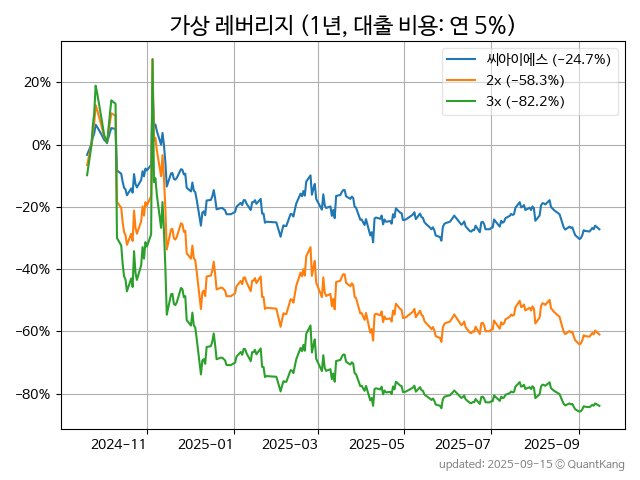 가상 레버리지 (1년, 대출 비용: 연 5%)
씨아이에스 (−24.7%)
2x (−58.3%)
3x (−82.2%)
20%
0%
−20%
−40%
−60%
−80%
2024-11
2025-01
2025-03
2025-05
2025-07
2025-09
updated: 2025-09-15 © QuantKang